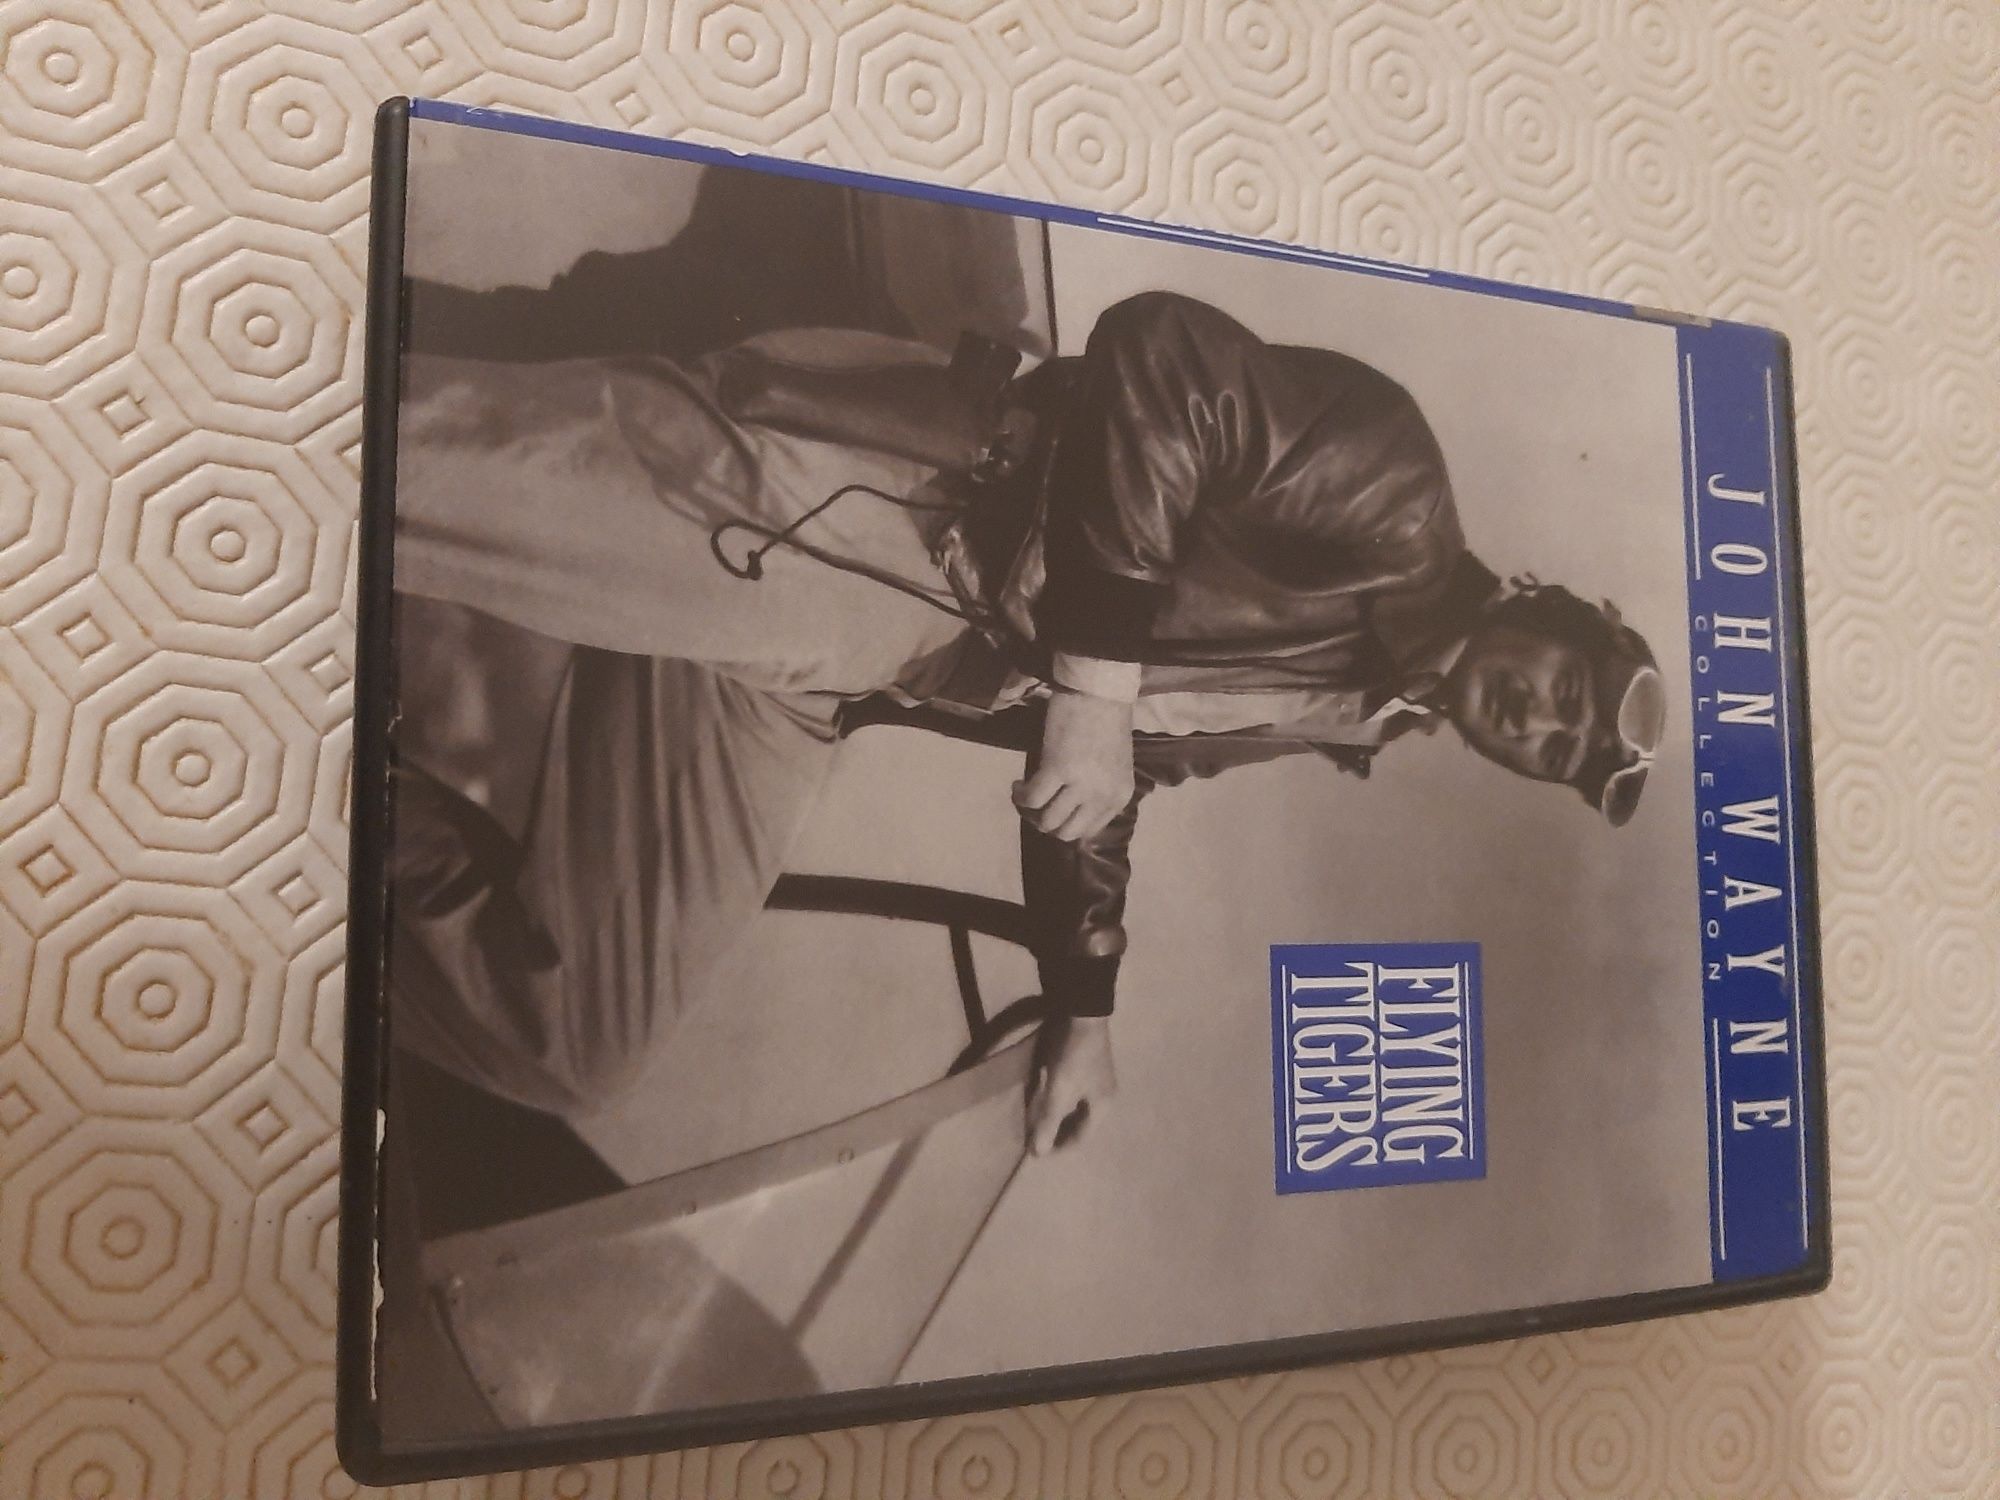 JOHN WAYNE
COLLECTION
FLYING
TIGERS